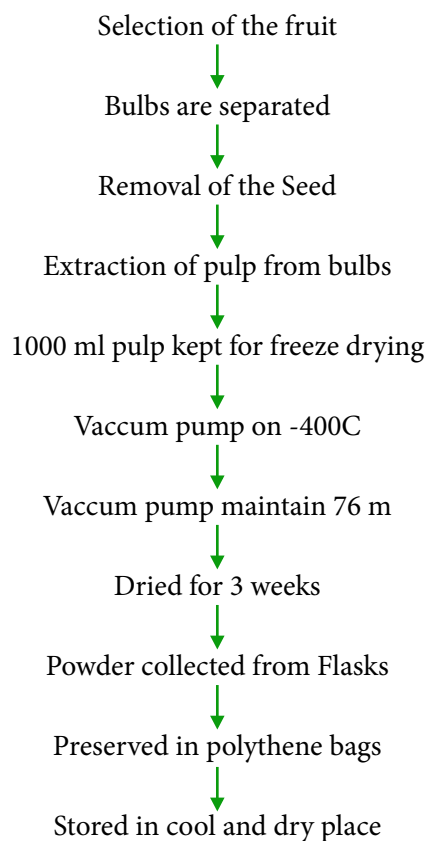 Selection of the fruit
Bulbs are separated
Removal of the Seed
Extraction of pulp from bulbs
1000 ml pulp kept for freeze drying
Vaccum pump on -400C
Vaccum pump maintain 76 m
Dried for 3 weeks
Powder collected from Flasks
Preserved in polythene bags
Stored in cool and dry place